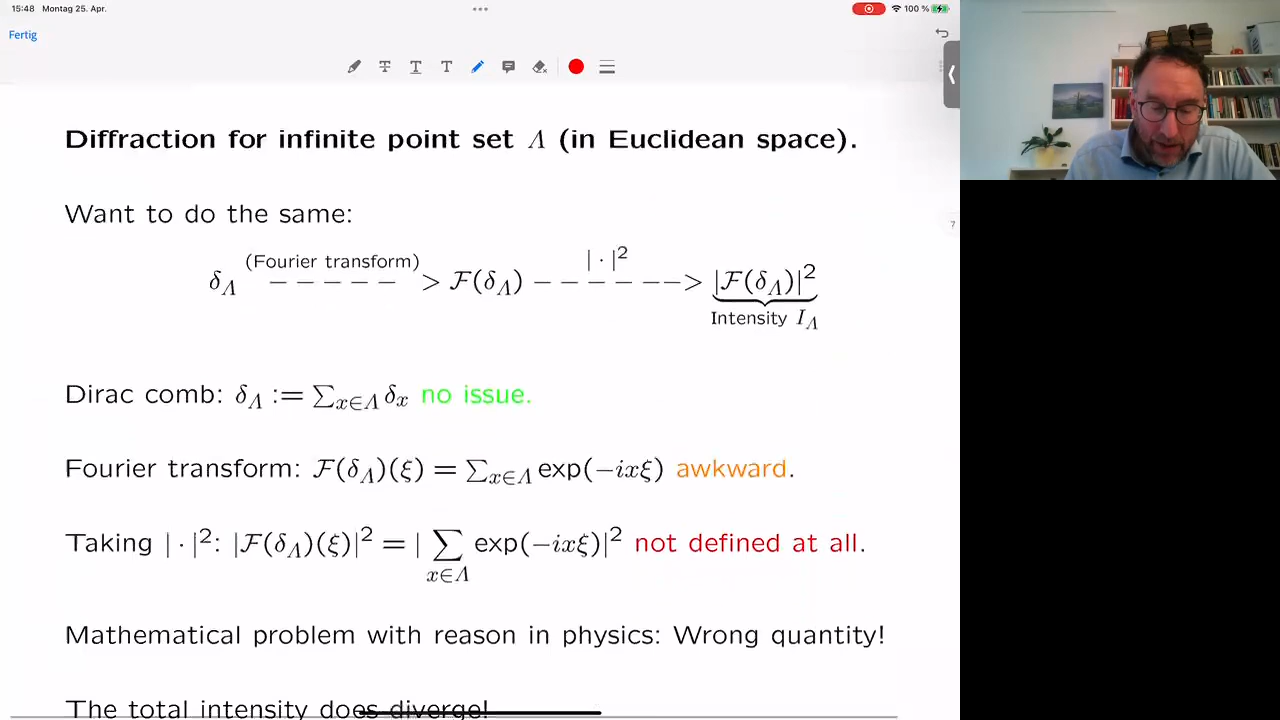 15:48 Montag 25. Apr.
100 %
Fertig
Diffraction for infinite point set Λ (in Euclidean space).
Want to do the same:
δ_Λ (Fourier transform) − − − − − > ℱ(δ_Λ) − − − − − −> |·|² |ℱ(δ_Λ)|²
Intensity I_Λ
Dirac comb: δ_Λ := ∑_{x∈Λ} δ_x no issue.
Fourier transform: ℱ(δ_Λ)(ξ) = ∑_{x∈Λ} exp(−ixξ) awkward.
Taking |·|²: |ℱ(δ_Λ)(ξ)|² = | ∑_{x∈Λ} exp(−ixξ)|² not defined at all.
Mathematical problem with reason in physics: Wrong quantity!
The total intensity does diverge!
7